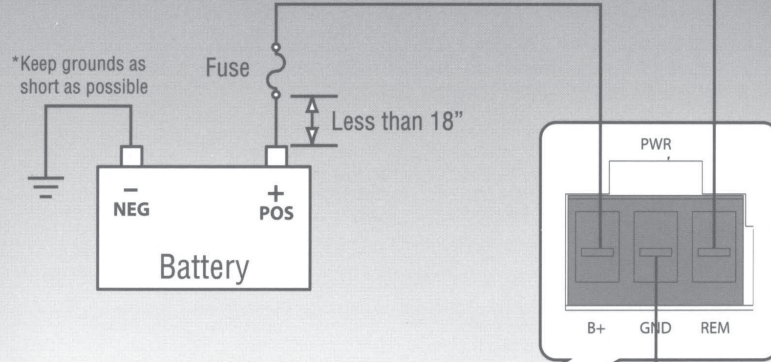 *Keep grounds as
short as possible
Fuse
Less than 18”
PWR
−
NEG
+
POS
Battery
B+ GND REM